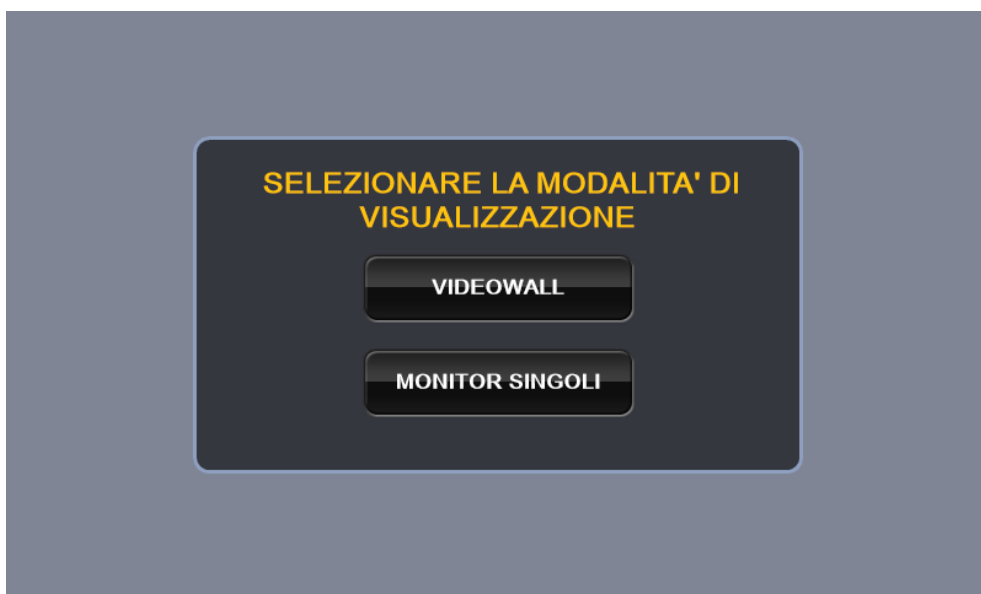 SELEZIONARE LA MODALITA' DI
VISUALIZZAZIONE
VIDEOWALL
MONITOR SINGOLI